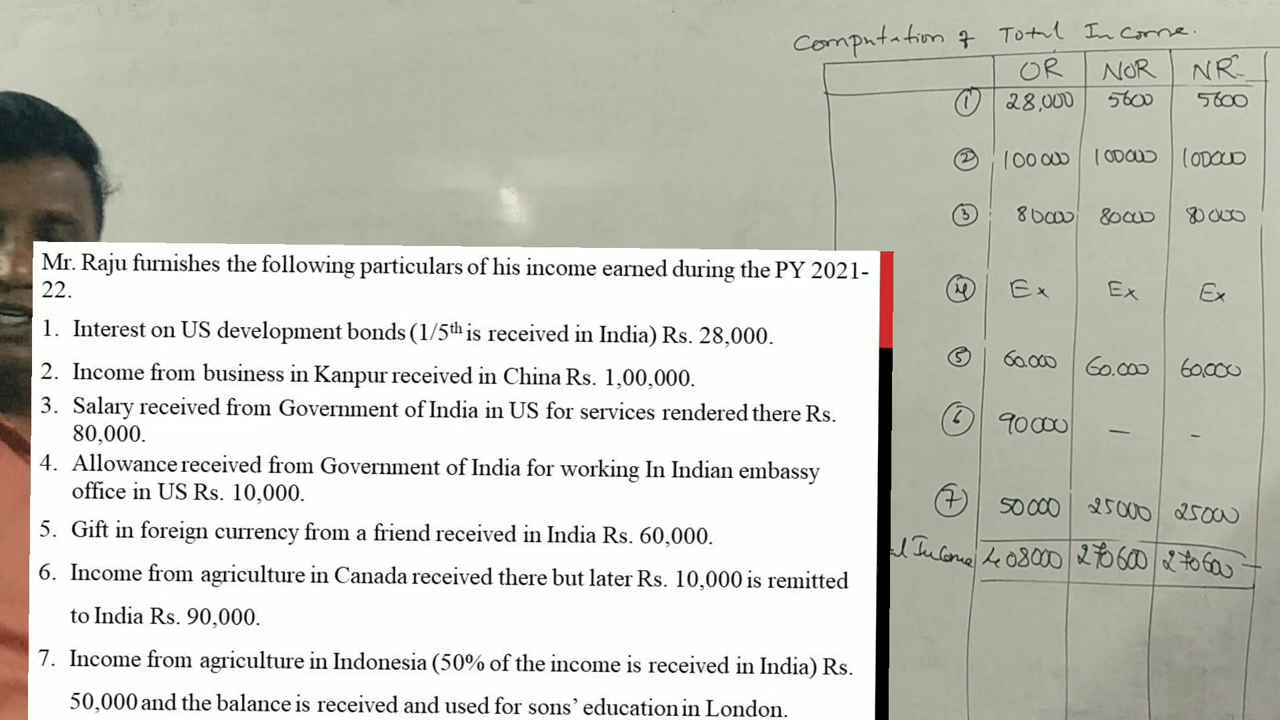 Computation of Total Income.
OR NOR NR
① 28,000 5600 5600
② 100000 100000 100000
③ 80000 80000 80000
④ Ex Ex Ex
⑤ 60.000 60.000 60.000
⑥ 90000 — -
⑦ 50000 25000 25000
Income 408000 270600 270600
Mr. Raju furnishes the following particulars of his income earned during the PY 2021-
22.
1. Interest on US development bonds (1/5th is received in India) Rs. 28,000.
2. Income from business in Kanpur received in China Rs. 1,00,000.
3. Salary received from Government of India in US for services rendered there Rs.
80,000.
4. Allowance received from Government of India for working In Indian embassy
office in US Rs. 10,000.
5. Gift in foreign currency from a friend received in India Rs. 60,000.
6. Income from agriculture in Canada received there but later Rs. 10,000 is remitted
to India Rs. 90,000.
7. Income from agriculture in Indonesia (50% of the income is received in India) Rs.
50,000 and the balance is received and used for sons’ education in London.